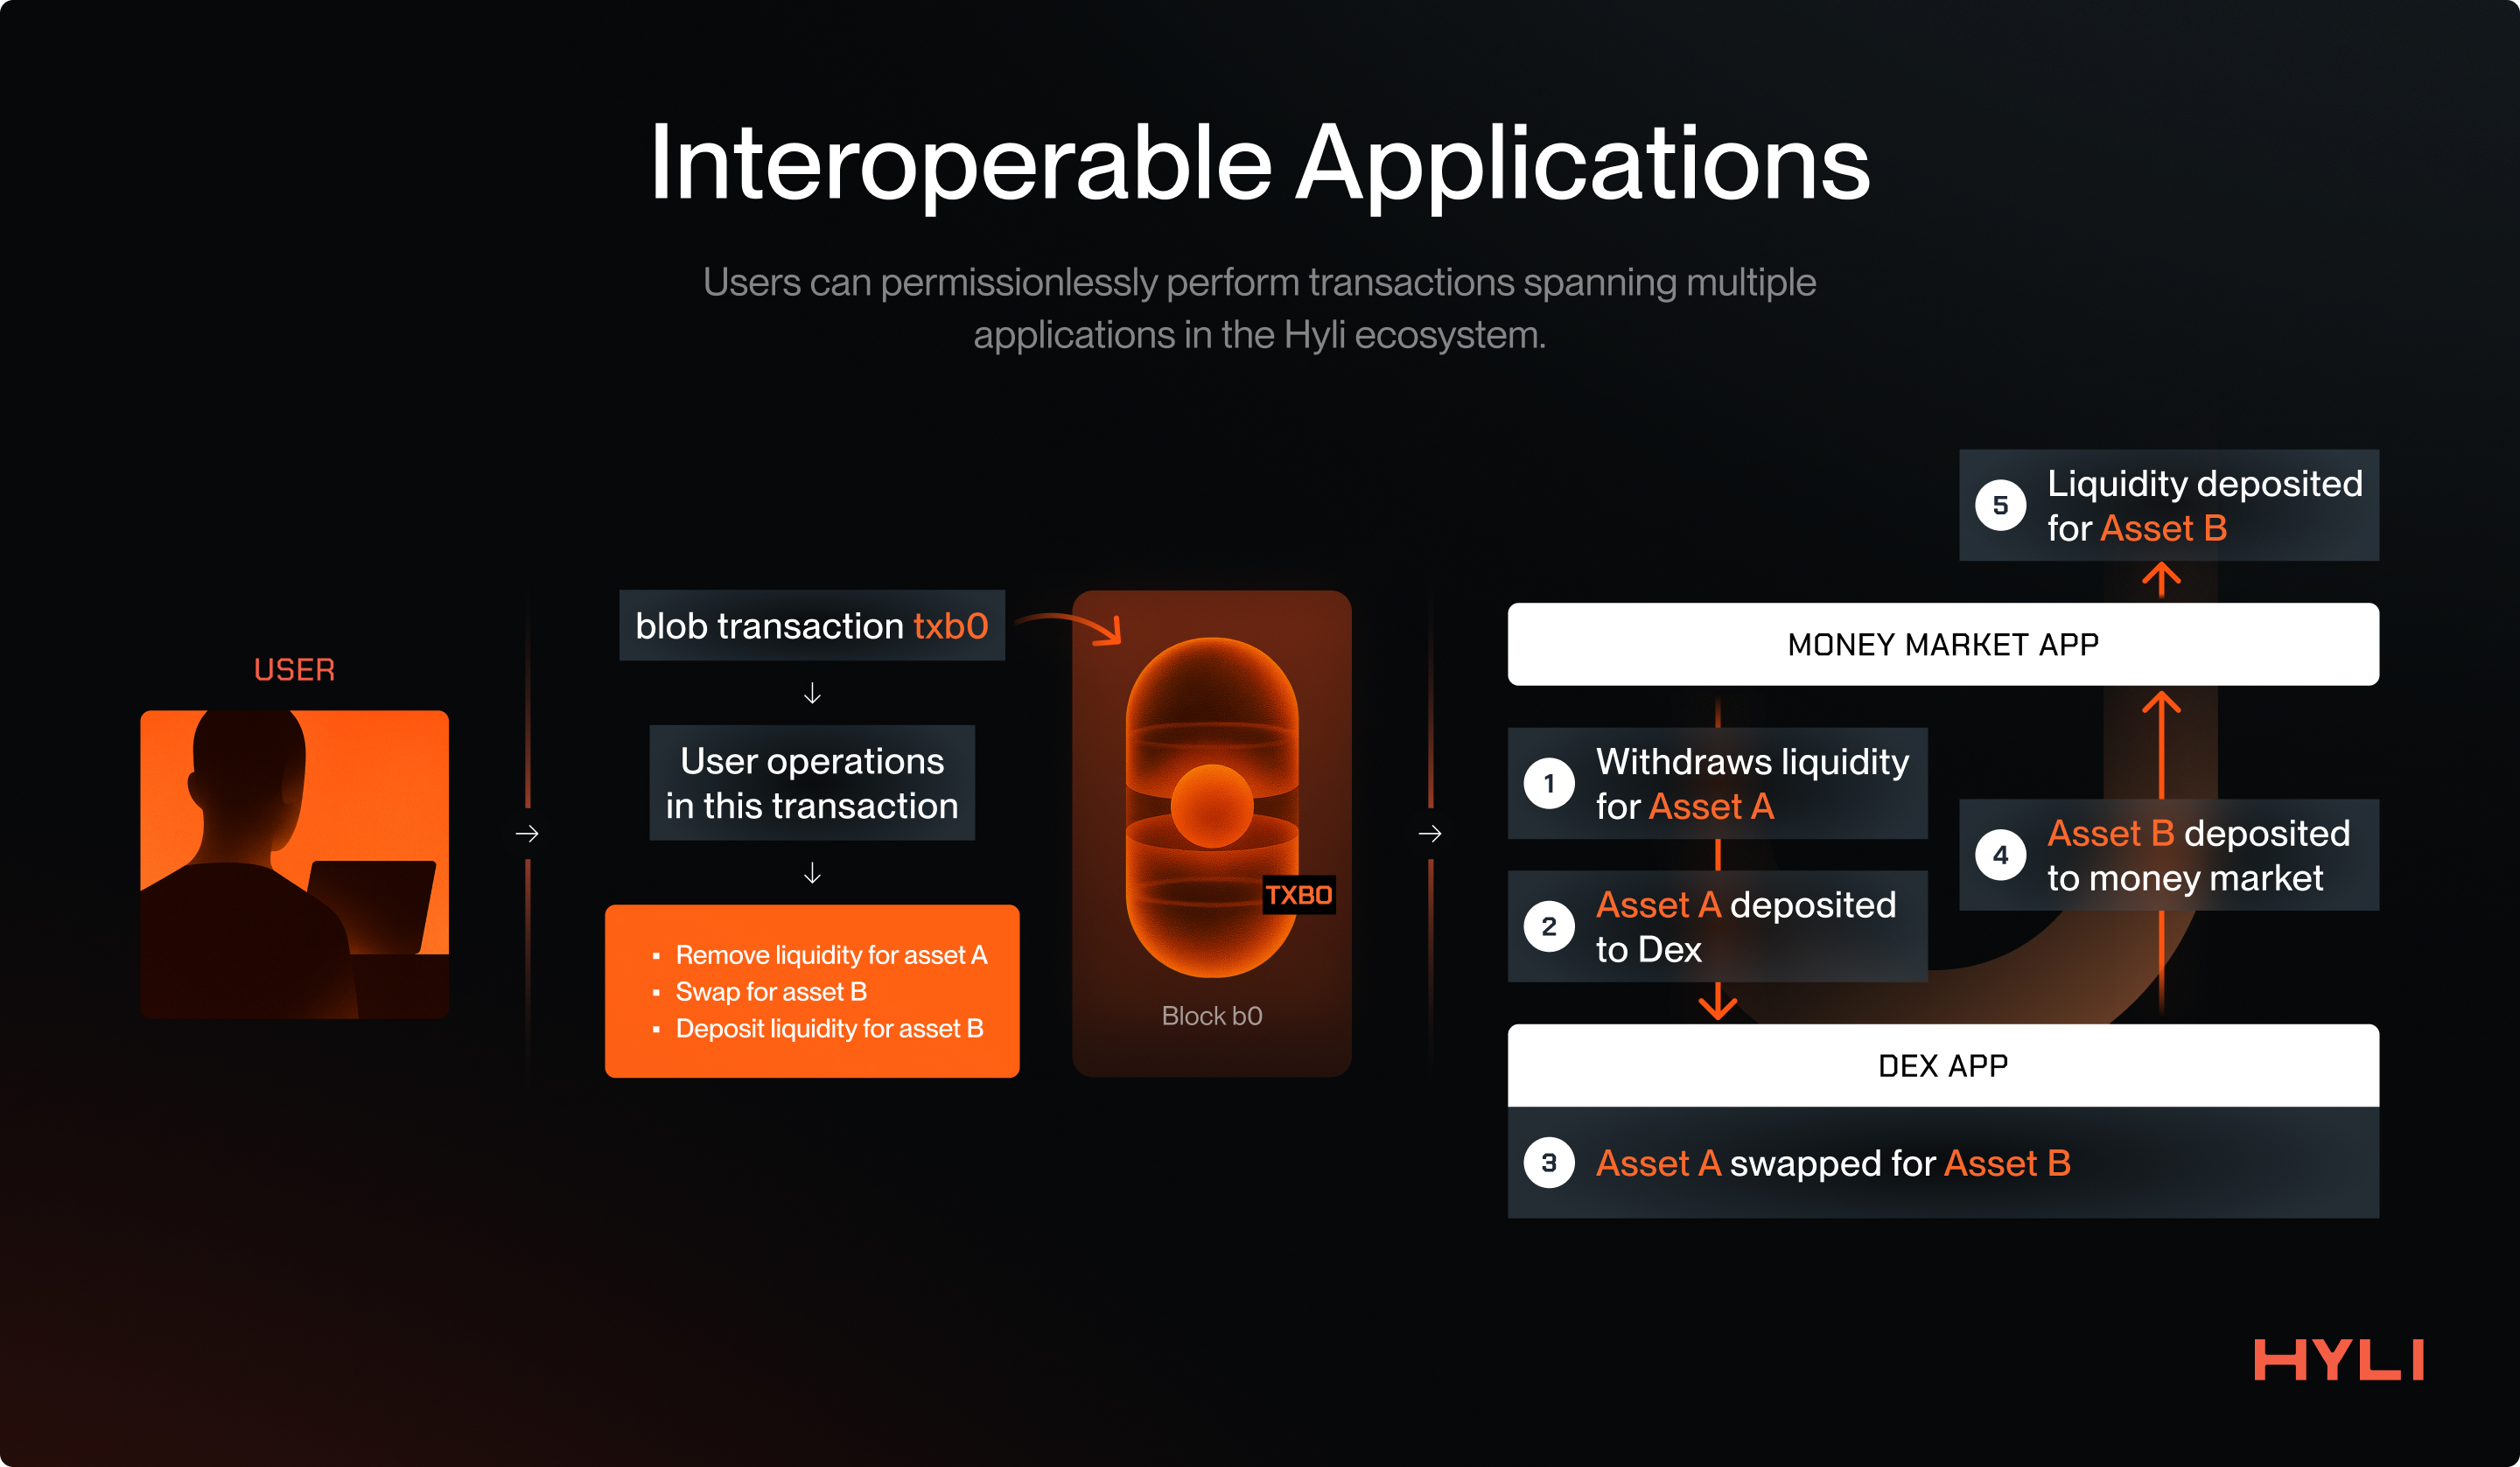 Interoperable Applications
Users can permissionlessly perform transactions spanning multiple
applications in the Hyli ecosystem.
USER
blob transaction txb0
User operations
in this transaction
▪ Remove liquidity for asset A
▪ Swap for asset B
▪ Deposit liquidity for asset B
TXB0
Block b0
5
Liquidity deposited
for Asset B
MONEY MARKET APP
1
Withdraws liquidity
for Asset A
2
Asset A deposited
to Dex
4
Asset B deposited
to money market
DEX APP
3
Asset A swapped for Asset B
HYLI